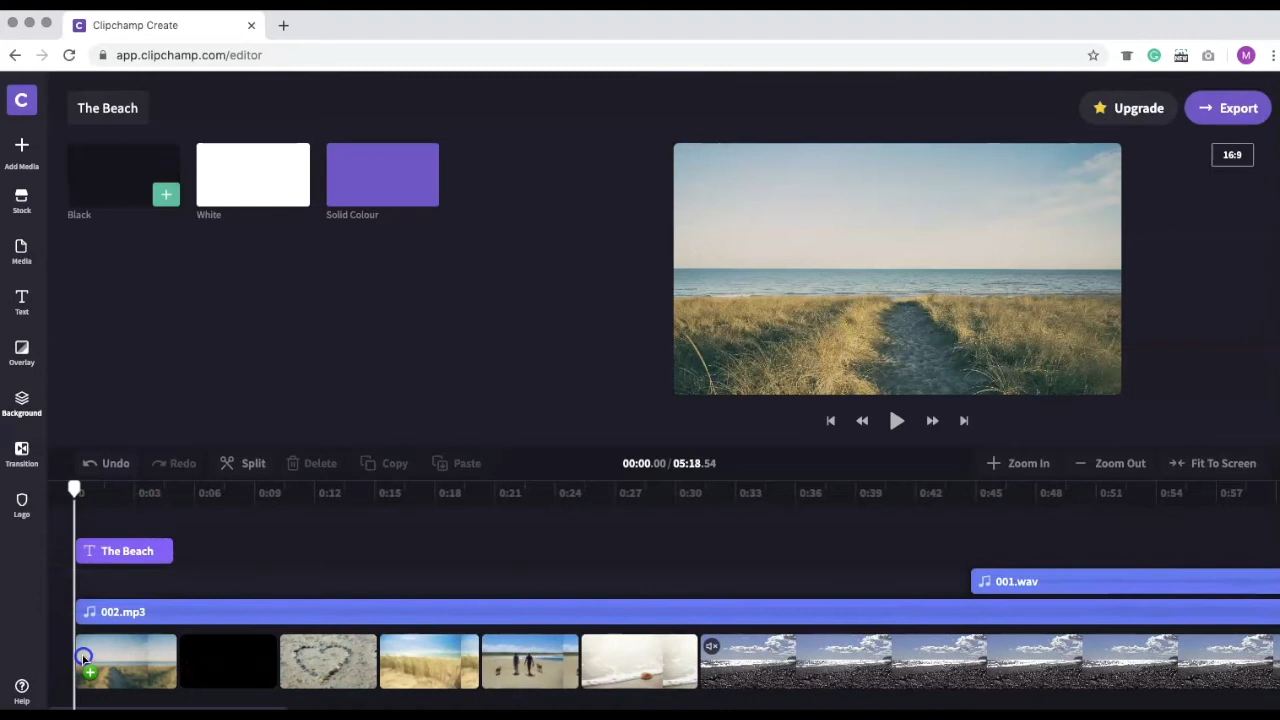 Clipchamp Create
app.clipchamp.com/editor
NEW
M
C
The Beach
Upgrade
Export
16:9
Add Media
Stock
Media
Text
Overlay
Background
Transition
Logo
Help
Black
White
Solid Colour
Undo
Redo
Split
Delete
Copy
Paste
00:00.00 / 05:18.54
Zoom In
Zoom Out
Fit To Screen
0 0:03 0:06 0:09 0:12 0:15 0:18 0:21 0:24 0:27 0:30 0:33 0:36 0:39 0:42 0:45 0:48 0:51 0:54 0:57
T The Beach
001.wav
002.mp3